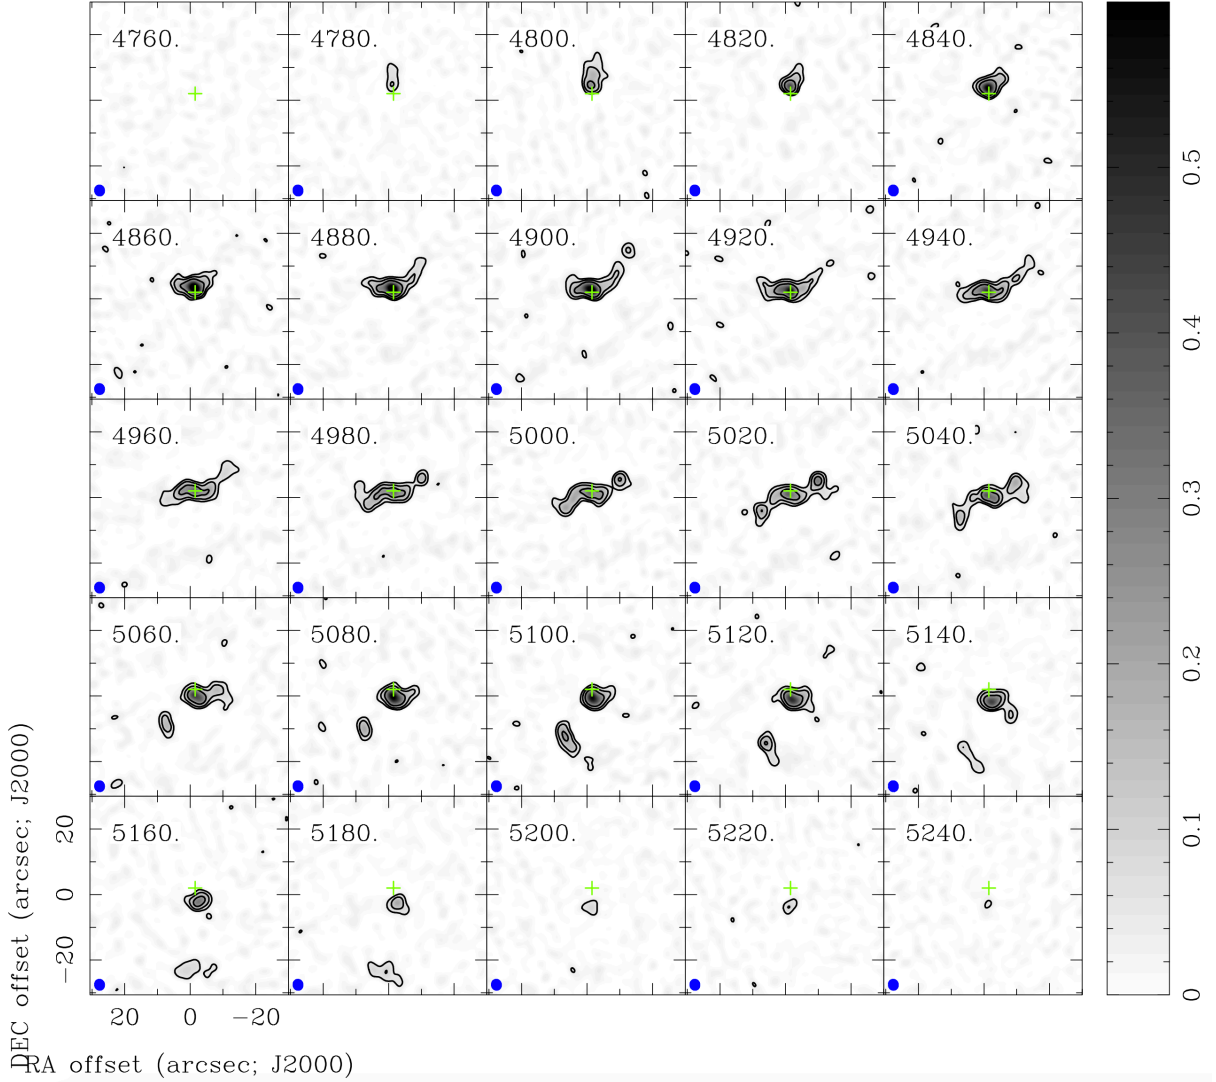 4760. 4780. 4800. 4820. 4840.
4860. 4880. 4900. 4920. 4940.
4960. 4980. 5000. 5020. 5040.
5060. 5080. 5100. 5120. 5140.
5160. 5180. 5200. 5220. 5240.
20
0
−20
20 0 −20
DEC offset (arcsec; J2000)
RA offset (arcsec; J2000)
0.5
0.4
0.3
0.2
0.1
0